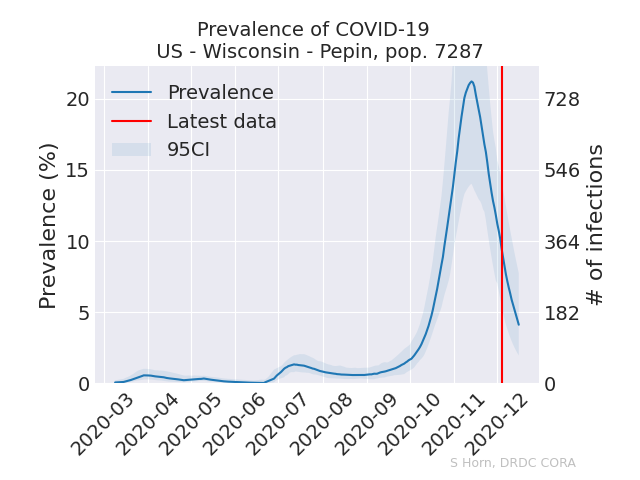 Prevalence of COVID-19
US - Wisconsin - Pepin, pop. 7287
Prevalence
Latest data
95CI
Prevalence (%)
20
15
10
5
0
728
546
364
182
0
# of infections
2020-03
2020-04
2020-05
2020-06
2020-07
2020-08
2020-09
2020-10
2020-11
2020-12
S Horn, DRDC CORA